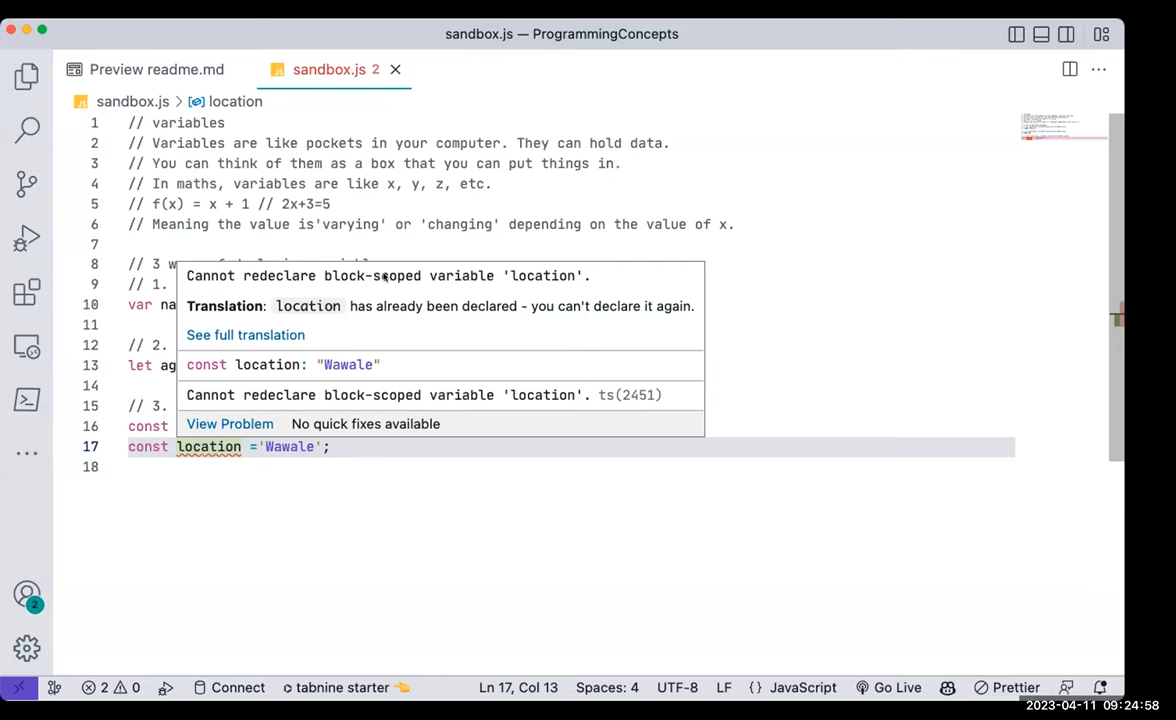 sandbox.js — ProgrammingConcepts
Preview readme.md
sandbox.js 2
sandbox.js > location
1 // variables
2 // Variables are like pockets in your computer. They can hold data.
3 // You can think of them as a box that you can put things in.
4 // In maths, variables are like x, y, z, etc.
5 // f(x) = x + 1 // 2x+3=5
6 // Meaning the value is'varying' or 'changing' depending on the value of x.
7
8 // 3 w
9 // 1.
10 var na
11
12 // 2.
13 let ag
14
15 // 3.
16 const
17 const location ='Wawale';
18
Cannot redeclare block-scoped variable 'location'.
Translation: location has already been declared - you can't declare it again.
See full translation
const location: "Wawale"
Cannot redeclare block-scoped variable 'location'. ts(2451)
View Problem No quick fixes available
2
2 0 Connect tabnine starter 👈 Ln 17, Col 13 Spaces: 4 UTF-8 LF {} JavaScript Go Live Prettier
2023-04-11 09:24:58